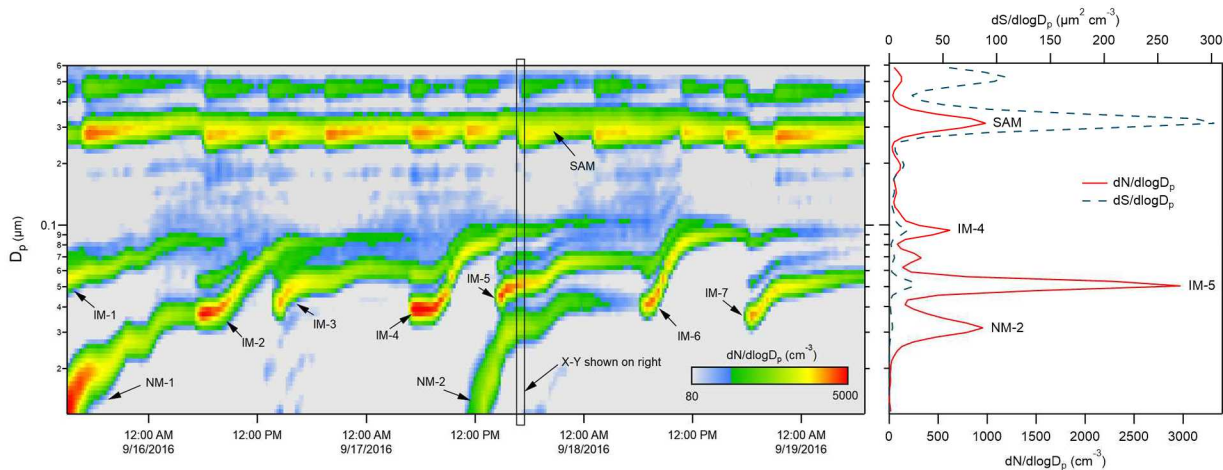 dS/dlogDp (µm² cm⁻³)
0 50 100 150 200 250 300
6
5
4
3
2
0.1
9
8
7
6
5
4
3
2
Dp (µm)
SAM
IM-1
IM-2
IM-3
IM-4
IM-5
IM-6
IM-7
NM-1
NM-2
X-Y shown on right
dN/dlogDp (cm⁻³)
80 5000
12:00 AM 12:00 PM 12:00 AM 12:00 PM 12:00 AM 12:00 PM 12:00 AM
9/16/2016 9/17/2016 9/18/2016 9/19/2016
SAM
dN/dlogDp
dS/dlogDp
IM-4
IM-5
NM-2
0 500 1000 1500 2000 2500 3000
dN/dlogDp (cm⁻³)